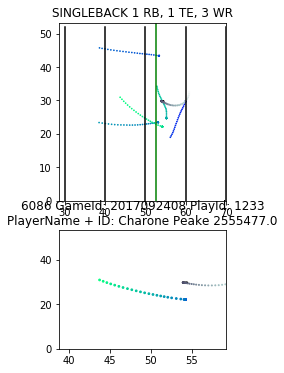 SINGLEBACK 1 RB, 1 TE, 3 WR
50
40
30
20
10
0
30 40 50 60 70
6086 GameId: 2017092408 PlayId: 1233
PlayerName + ID: Charone Peake 2555477.0
40
20
0
40 45 50 55